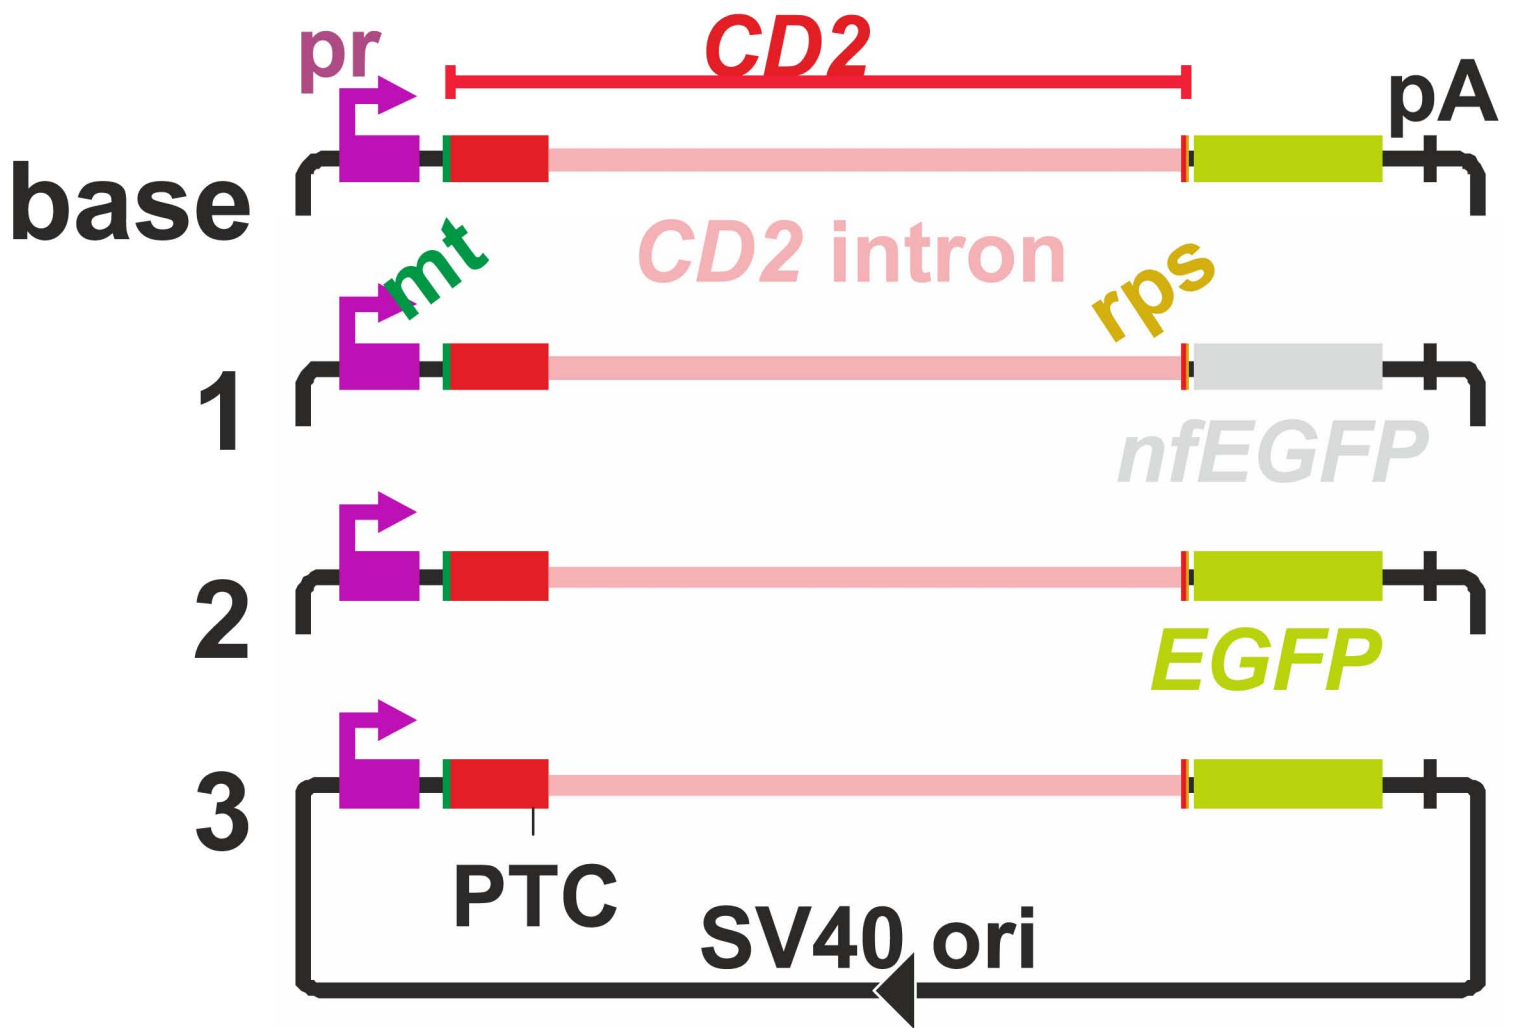 pr
CD2
pA
base
mt
CD2 intron
rps
1
nfEGFP
2
EGFP
3
PTC
SV40 ori